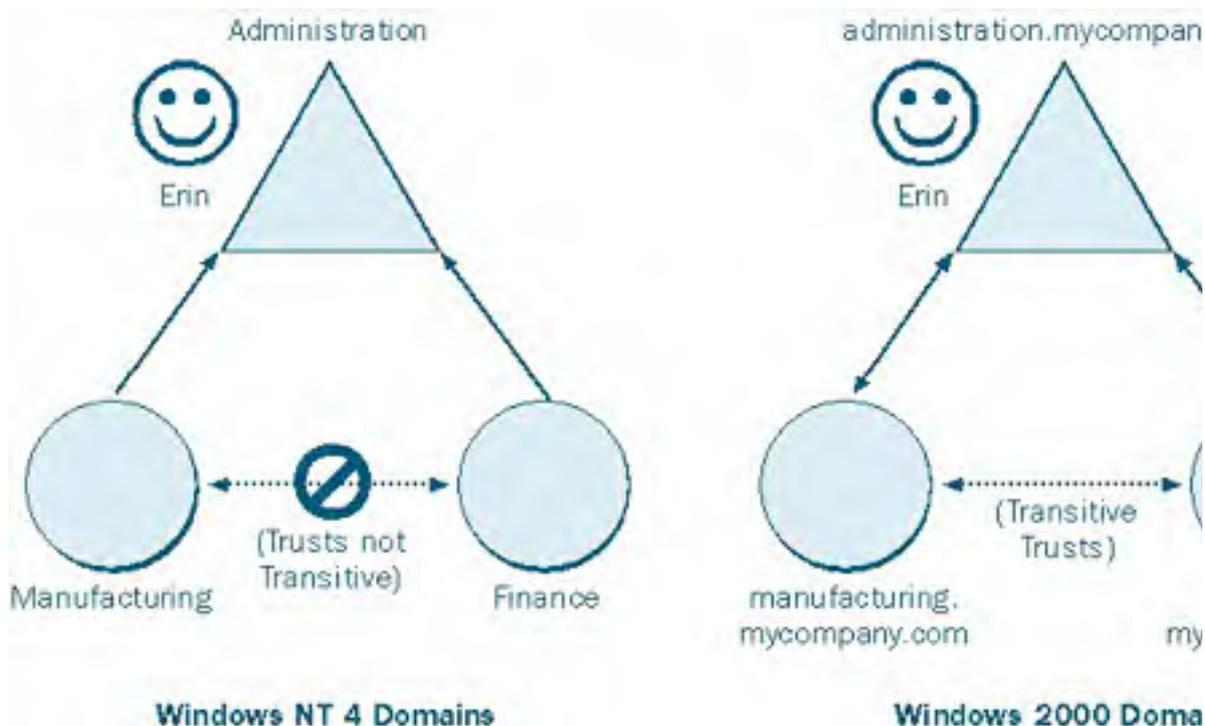 Administration
Erin
(Trusts not
Transitive)
Manufacturing
Finance
Windows NT 4 Domains
administration.mycompan
Erin
(Transitive
Trusts)
manufacturing.
mycompany.com
my
Windows 2000 Doma